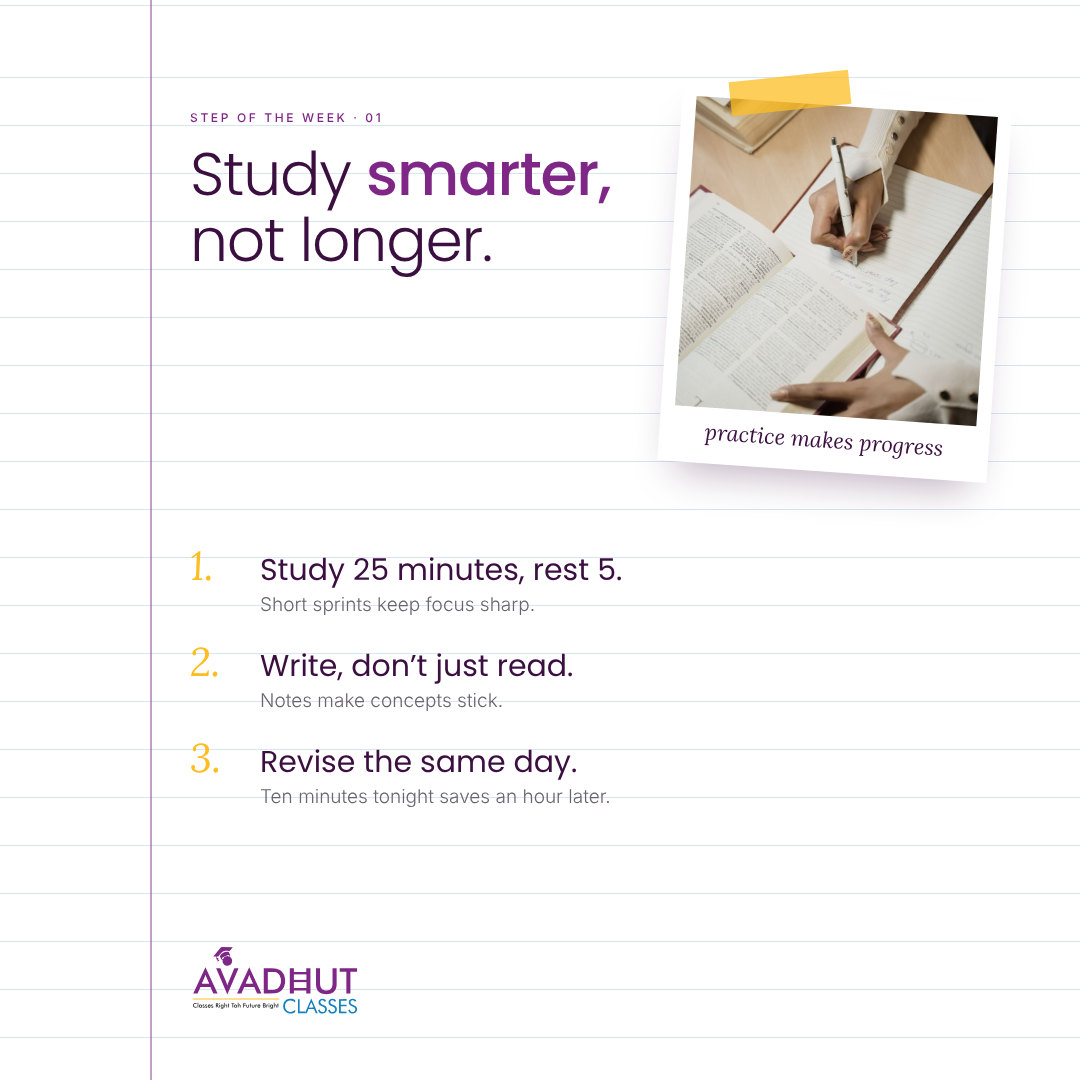 STEP OF THE WEEK · 01
Study smarter,
not longer.
practice makes progress
1. Study 25 minutes, rest 5.
Short sprints keep focus sharp.
2. Write, don’t just read.
Notes make concepts stick.
3. Revise the same day.
Ten minutes tonight saves an hour later.
AVADHUT
Classes Right Toh Future Bright CLASSES